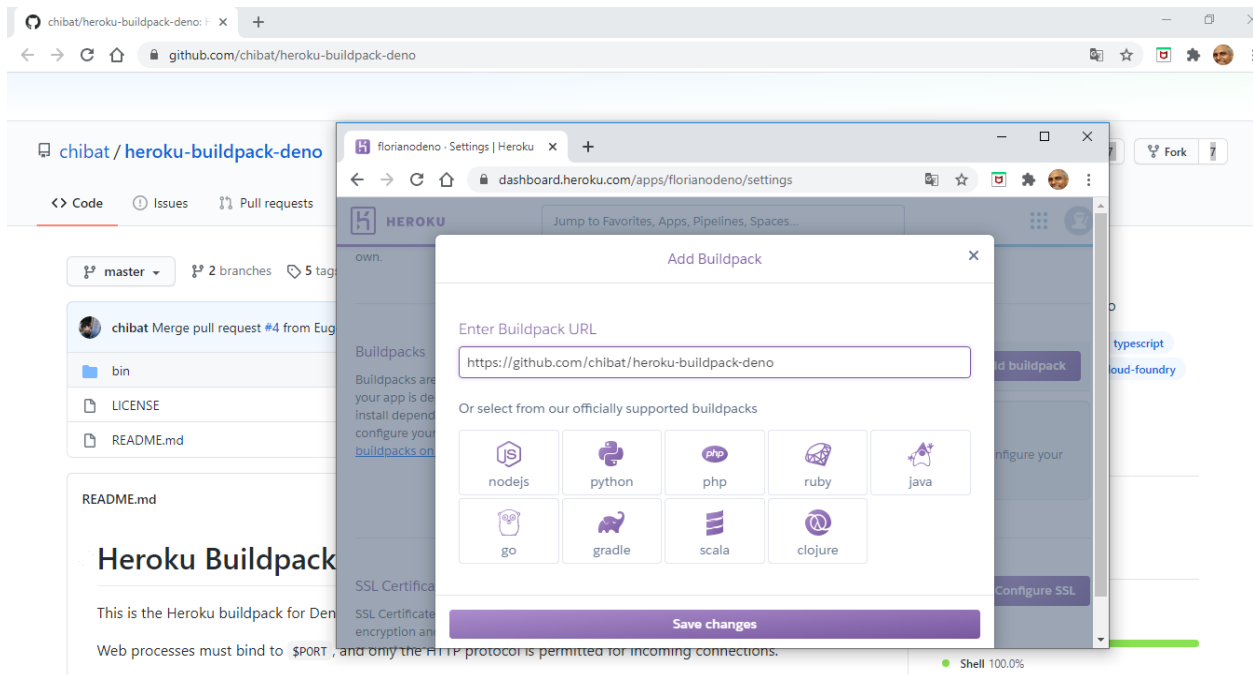 chibat/heroku-buildpack-deno: H
github.com/chibat/heroku-buildpack-deno
chibat / heroku-buildpack-deno
7 Fork 7
Code Issues Pull requests
master 2 branches 5 tags
chibat Merge pull request #4 from Eug
bin
LICENSE
README.md
README.md
Heroku Buildpack
This is the Heroku buildpack for Den
Web processes must bind to $PORT , and only the HTTP protocol is permitted for incoming connections.
typescript
loud-foundry
Shell 100.0%
florianodeno · Settings | Heroku
dashboard.heroku.com/apps/florianodeno/settings
HEROKU
Jump to Favorites, Apps, Pipelines, Spaces...
own.
Buildpacks
Buildpacks are
your app is de
install depend
configure your
buildpacks on
dd buildpack
nfigure your
SSL Certifica
SSL Certificate
encryption and
Configure SSL
Add Buildpack
Enter Buildpack URL
https://github.com/chibat/heroku-buildpack-deno
Or select from our officially supported buildpacks
nodejs python php ruby java
go gradle scala clojure
Save changes